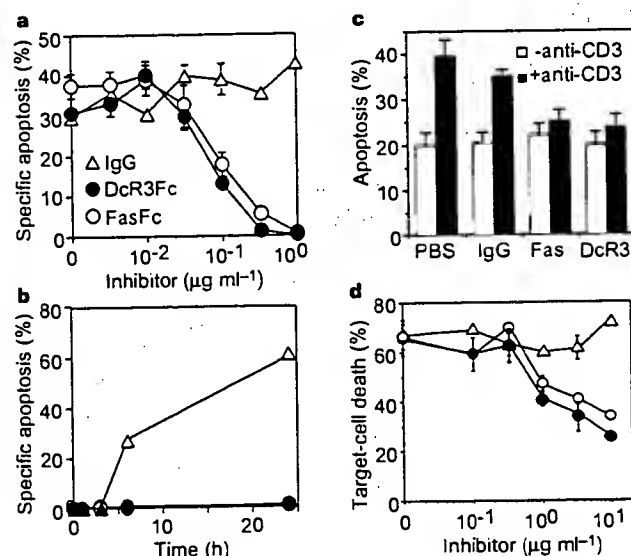 a
50
40
30
20
10
0
Specific apoptosis (%)
IgG
DcR3Fc
FasFc
0 10-2 10-1 100
Inhibitor (µg ml–1)
b
80
60
40
20
0
Specific apoptosis (%)
0 10 20
Time (h)
c
40
30
20
10
0
Apoptosis (%)
-anti-CD3
+anti-CD3
PBS IgG Fas DcR3
d
80
60
40
20
0
Target-cell death (%)
0 10-1 100 101
Inhibitor (µg ml–1)